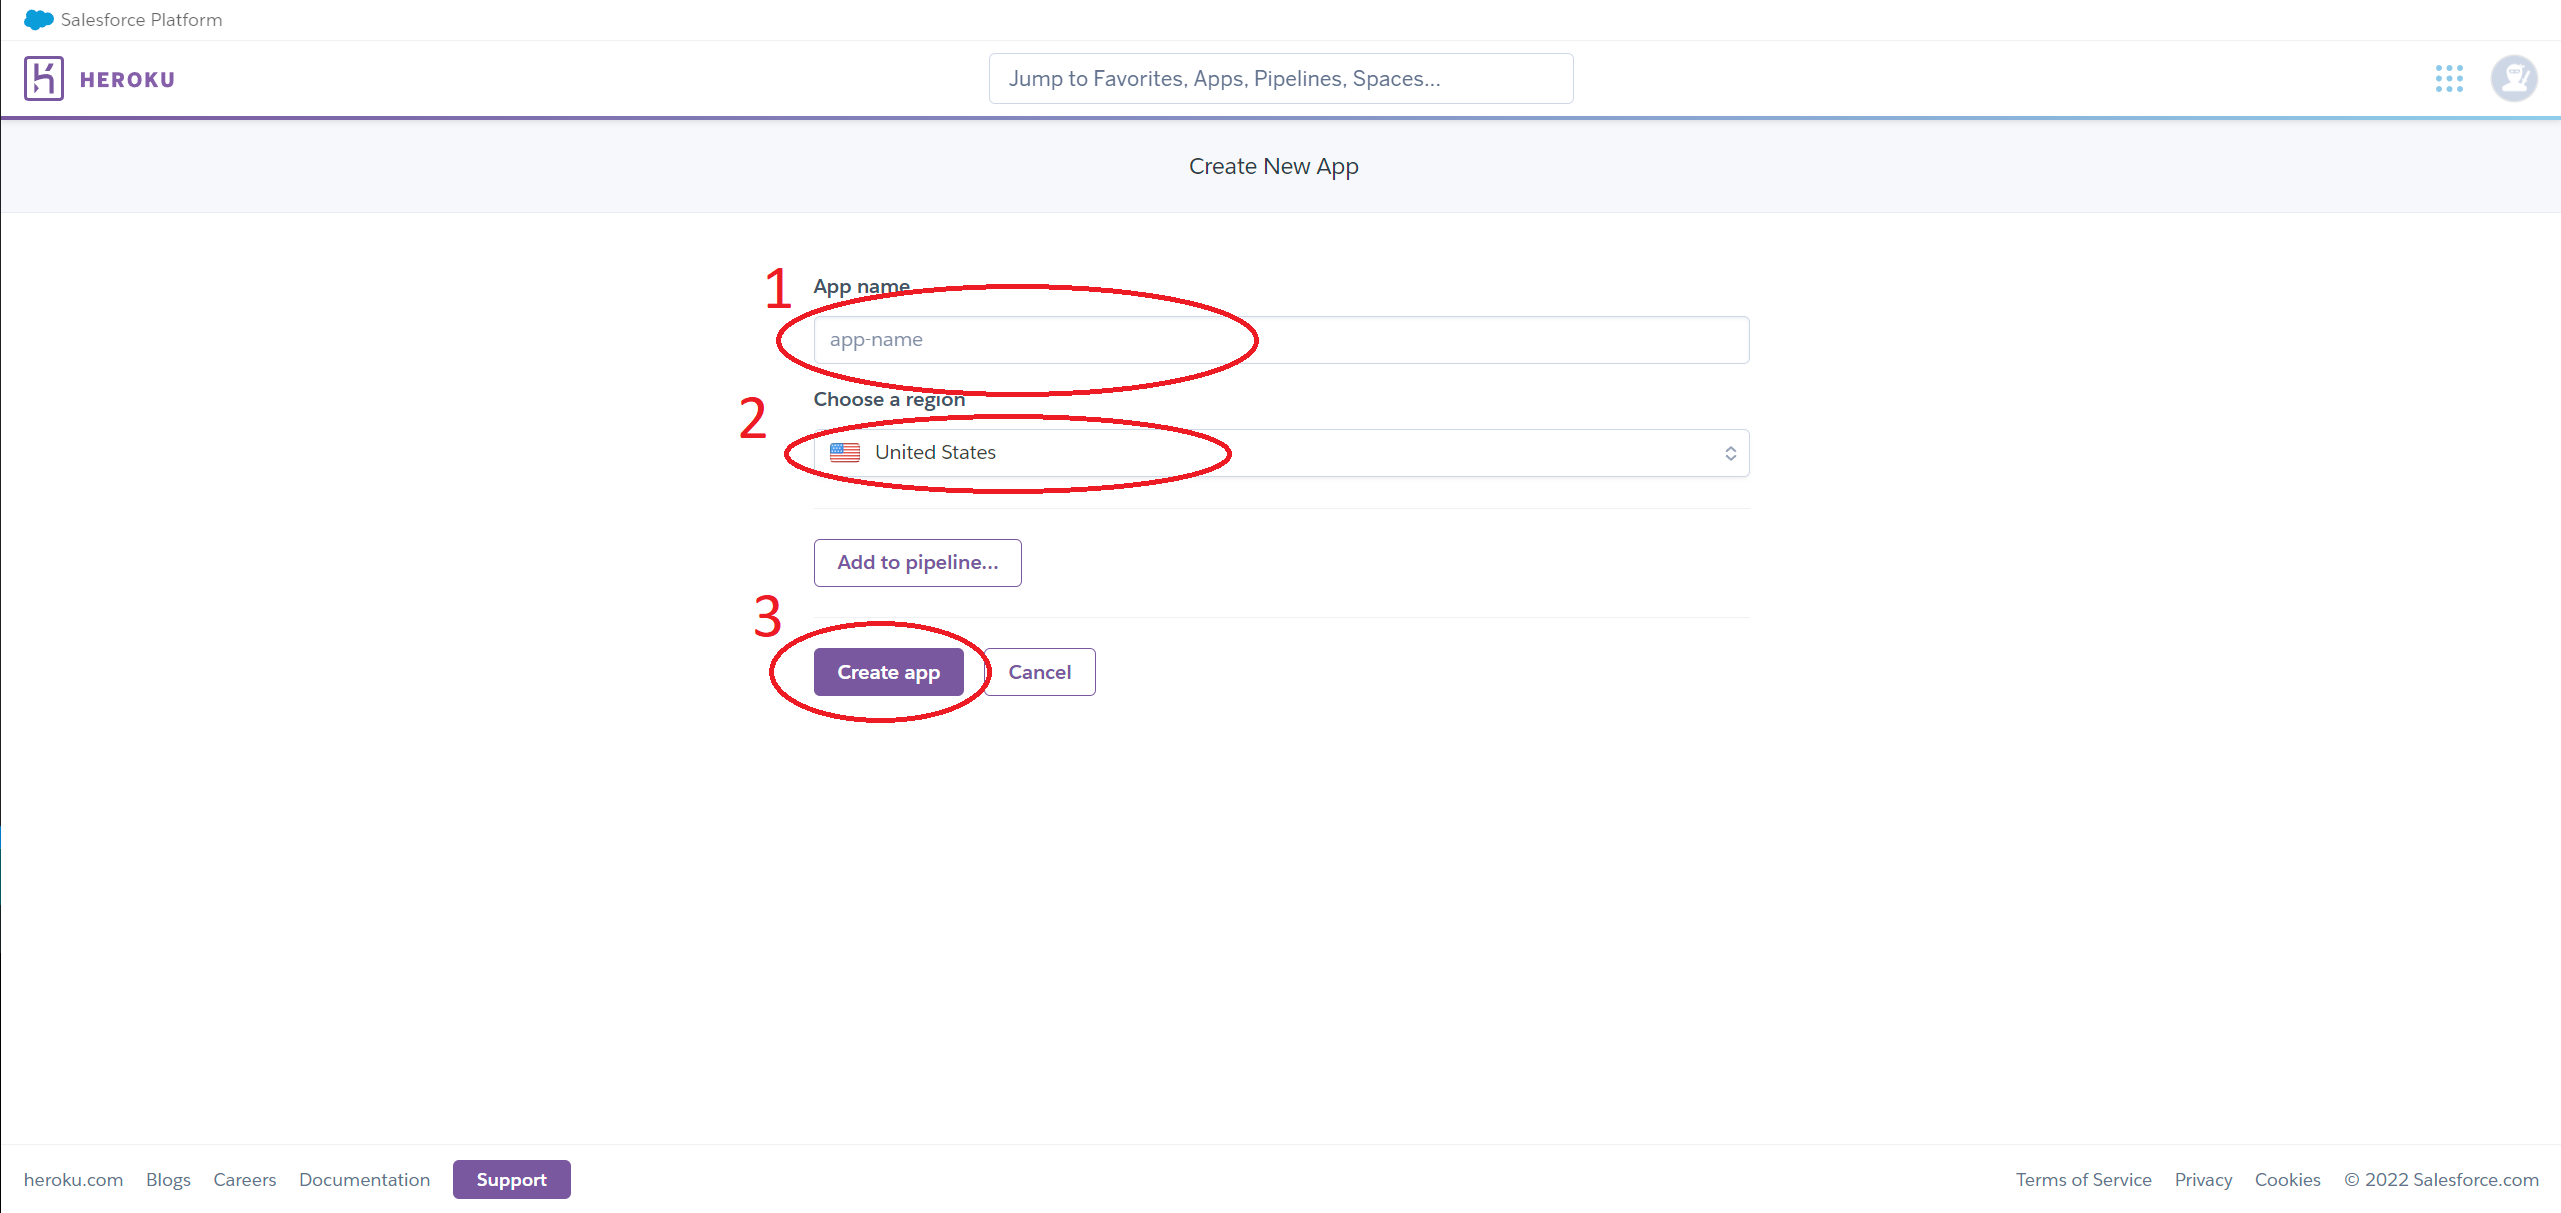 Salesforce Platform
HEROKU
Jump to Favorites, Apps, Pipelines, Spaces...
Create New App
1
App name
app-name
2
Choose a region
United States
Add to pipeline...
3
Create app
Cancel
heroku.com Blogs Careers Documentation Support
Terms of Service Privacy Cookies © 2022 Salesforce.com